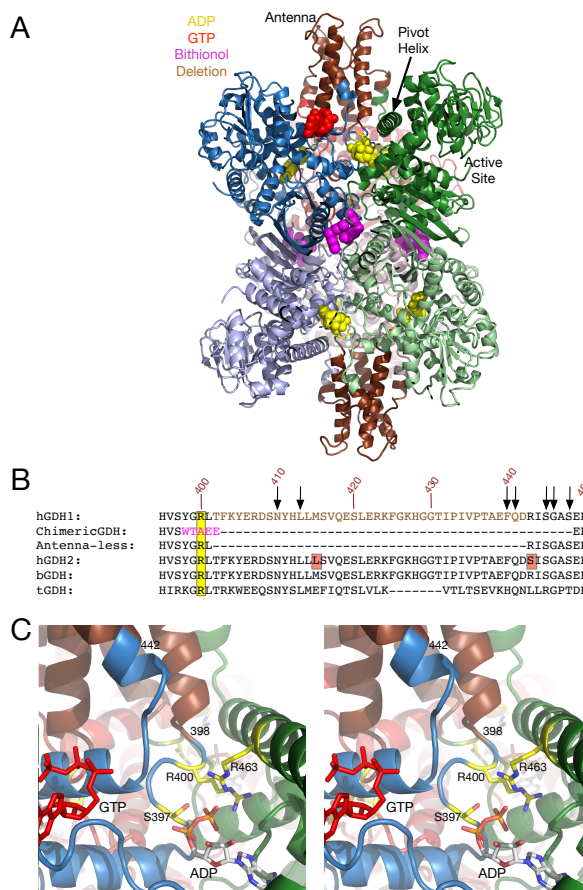 A
ADP
GTP
Bithionol
Deletion
Antenna
Pivot
Helix
Active
Site
B
400 410 420 430 440
hGDH1: HVSYGRLTFKYERDSNYHLLMSVQESLERKFGKHGGTIPIVPTAEFQDRISGASE
ChimericGDH: HVSWTAEE----------------------------------------------E
Antenna-less: HVSYGRL-----------------------------------------RISGASE
hGDH2: HVSYGRLTFKYERDSNYHLLLSVQESLERKFGKHGGTIPIVPTAEFQDSISGASE
bGDH: HVSYGRLTFKYERDSNYHLLMSVQESLERKFGKHGGTIPIVPTAEFQDRISGASE
tGDH: HIRKGRLTRKWEEQSNYSLMEFIQTSLVLK------VTLTSEVKHQNLLRGPTDE
C
442
398
R463
R400
GTP
S397
ADP
442
398
R463
R400
GTP
S397
ADP